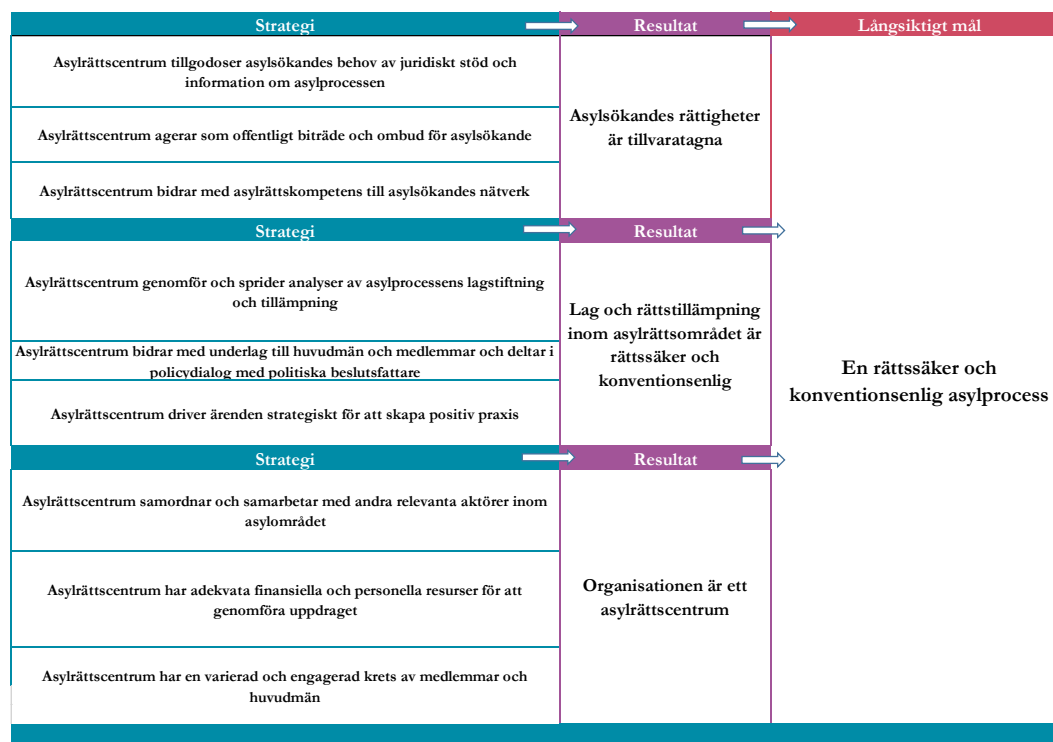 Strategi
Resultat
Långsiktigt mål
Asylrättscentrum tillgodoser asylsökandes behov av juridiskt stöd och
information om asylprocessen
Asylrättscentrum agerar som offentligt biträde och ombud för asylsökande
Asylrättscentrum bidrar med asylrättskompetens till asylsökandes nätverk
Asylsökandes rättigheter
är tillvaratagna
Strategi
Resultat
Asylrättscentrum genomför och sprider analyser av asylprocessens lagstiftning
och tillämpning
Asylrättscentrum bidrar med underlag till huvudmän och medlemmar och deltar i
policydialog med politiska beslutsfattare
Asylrättscentrum driver ärenden strategiskt för att skapa positiv praxis
Lag och rättstillämpning
inom asylrättsområdet är
rättssäker och
konventionsenlig
En rättssäker och
konventionsenlig asylprocess
Strategi
Resultat
Asylrättscentrum samordnar och samarbetar med andra relevanta aktörer inom
asylområdet
Asylrättscentrum har adekvata finansiella och personella resurser för att
genomföra uppdraget
Asylrättscentrum har en varierad och engagerad krets av medlemmar och
huvudmän
Organisationen är ett
asylrättscentrum